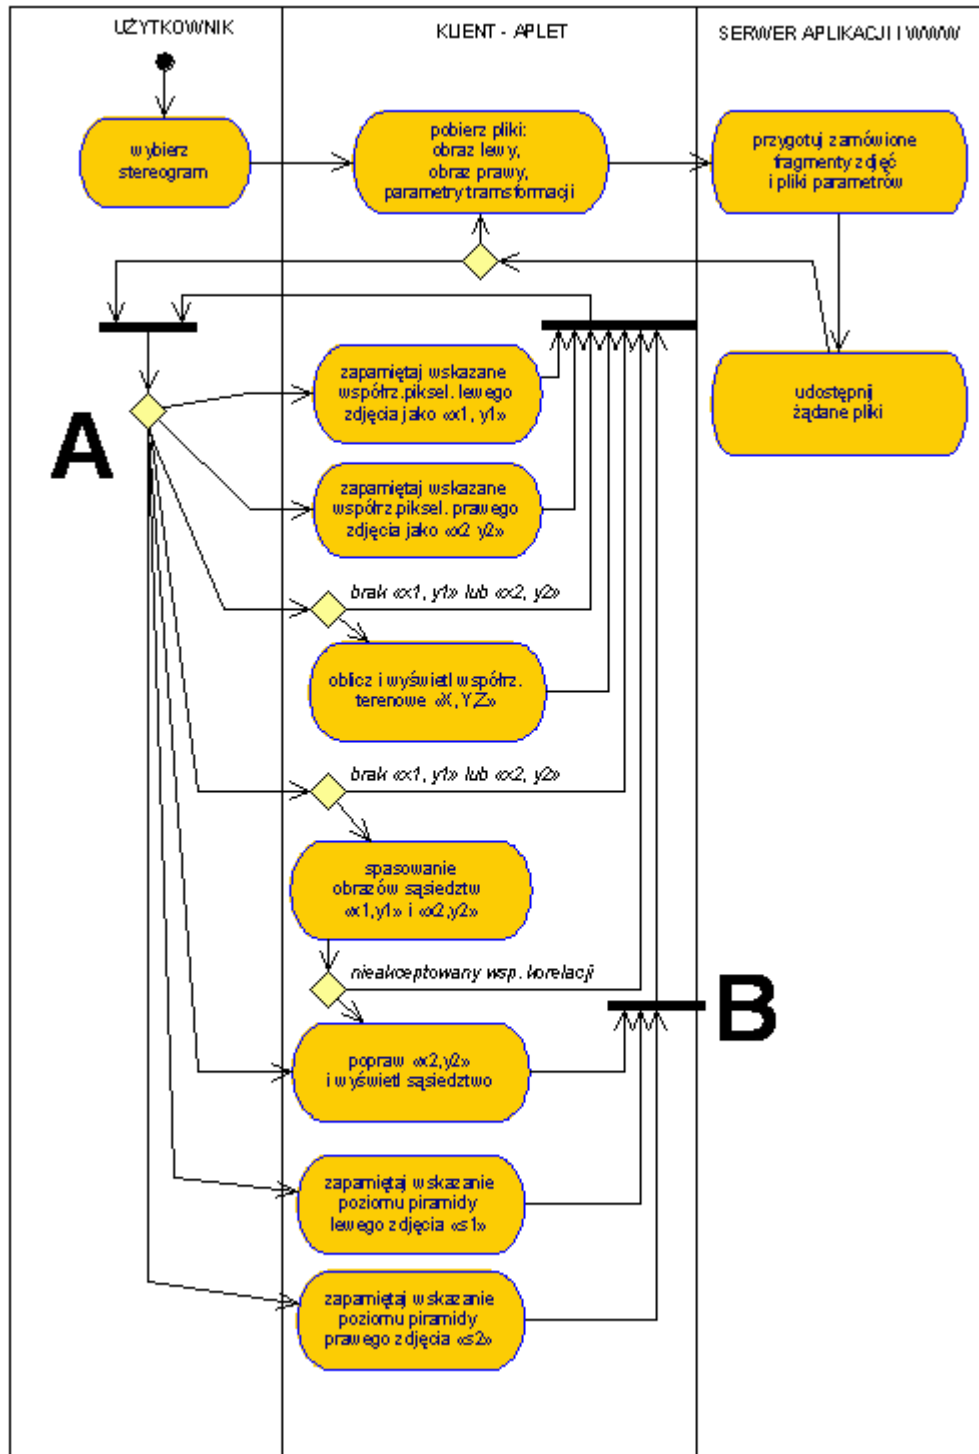 UŻYTKOWNIK
KLIENT - APLET
SERWER APLIKACJI I WWW
wybierz
stereogram
pobierz pliki:
obraz lewy,
obraz prawy,
parametry tramsformacji
przygotuj zamówione
fragmenty zdjęć
i pliki parametrów
zapamiętaj wskazane
współrz.piksel. lewego
zdjęcia jako «x1, y1»
udostępnij
żądane pliki
A
zapamiętaj wskazane
współrz.piksel. prawego
zdjęcia jako «x2 y2»
brak «x1, y1» lub «x2, y2»
oblicz i wyświetl współrz.
terenowe «X, Y,Z»
brak «x1, y1» lub «x2, y2»
spasowanie
obrazów sąsiedztw
«x1,y1» i «x2,y2»
nieakceptowany wsp. korelacji
B
popraw «x2,y2»
i wyświetl sąsiedztwo
zapamiętaj wskazanie
poziomu piramidy
lewego zdjęcia «s1»
zapamiętaj wskazanie
poziomu piramidy
prawego zdjęcia «s2»